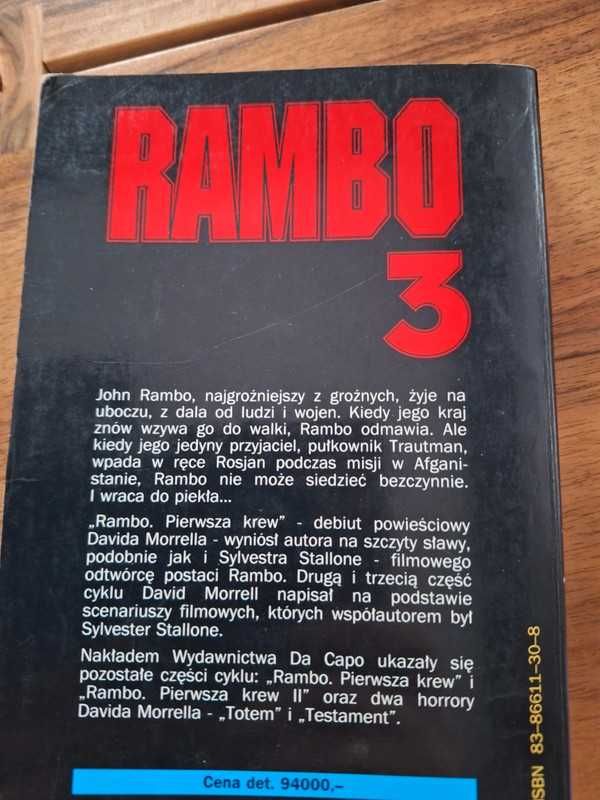 RAMBO
3
John Rambo, najgroźniejszy z groźnych, żyje na
uboczu, z dala od ludzi i wojen. Kiedy jego kraj
znów wzywa go do walki, Rambo odmawia. Ale
kiedy jego jedyny przyjaciel, pułkownik Trautman,
wpada w ręce Rosjan podczas misji w Afgani-
stanie, Rambo nie może siedzieć bezczynnie.
I wraca do piekła...
„Rambo. Pierwsza krew" - debiut powieściowy
Davida Morrella - wyniósł autora na szczyty sławy,
podobnie jak i Sylvestra Stallone - filmowego
odtwórcę postaci Rambo. Drugą i trzecią część
cyklu David Morrell napisał na podstawie
scenariuszy filmowych, których współautorem był
Sylvester Stallone.
Nakładem Wydawnictwa Da Capo ukazały się
pozostałe części cyklu: „Rambo. Pierwsza krew" i
„Rambo. Pierwsza krew II" oraz dwa horrory
Davida Morrella - „Totem" i „Testament".
Cena det. 94000,-
ISBN 83-86611-30-8